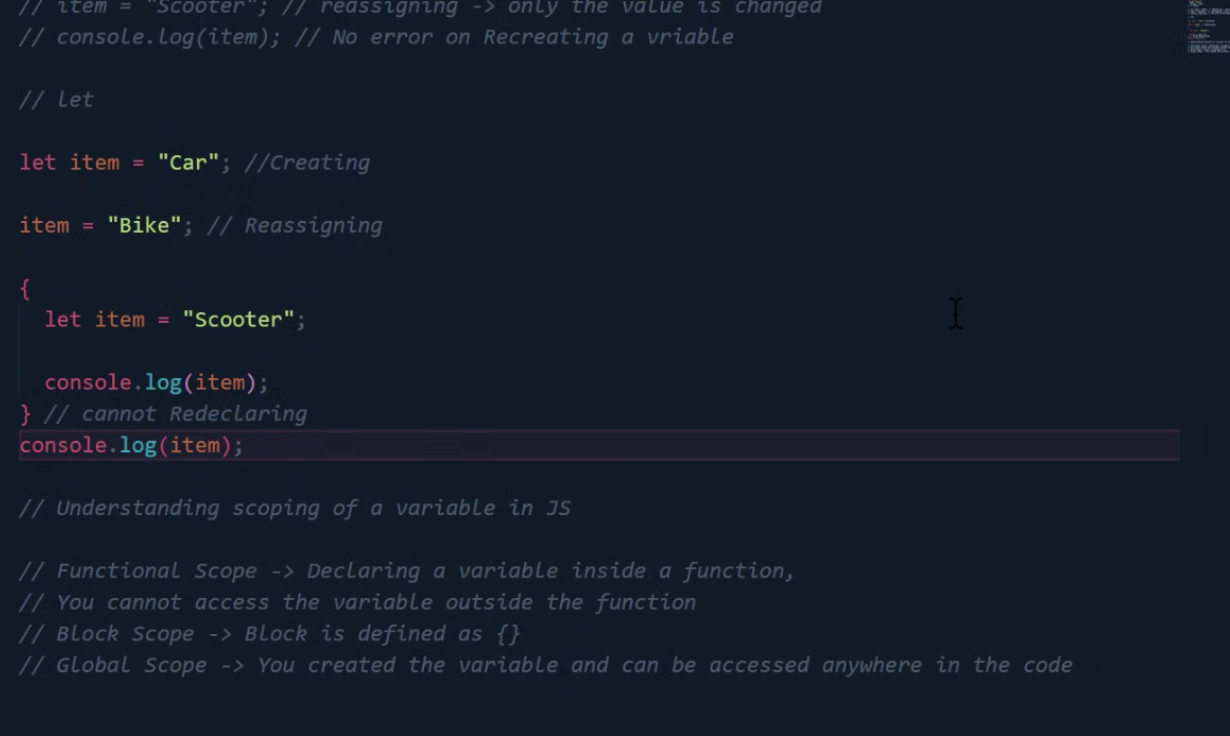 // item = "Scooter"; // reassigning -> only the value is changed
// console.log(item); // No error on Recreating a vriable
// let
let item = "Car"; //Creating
item = "Bike"; // Reassigning
{
let item = "Scooter";
console.log(item);
} // cannot Redeclaring
console.log(item);
// Understanding scoping of a variable in JS
// Functional Scope -> Declaring a variable inside a function,
// You cannot access the variable outside the function
// Block Scope -> Block is defined as {}
// Global Scope -> You created the variable and can be accessed anywhere in the code